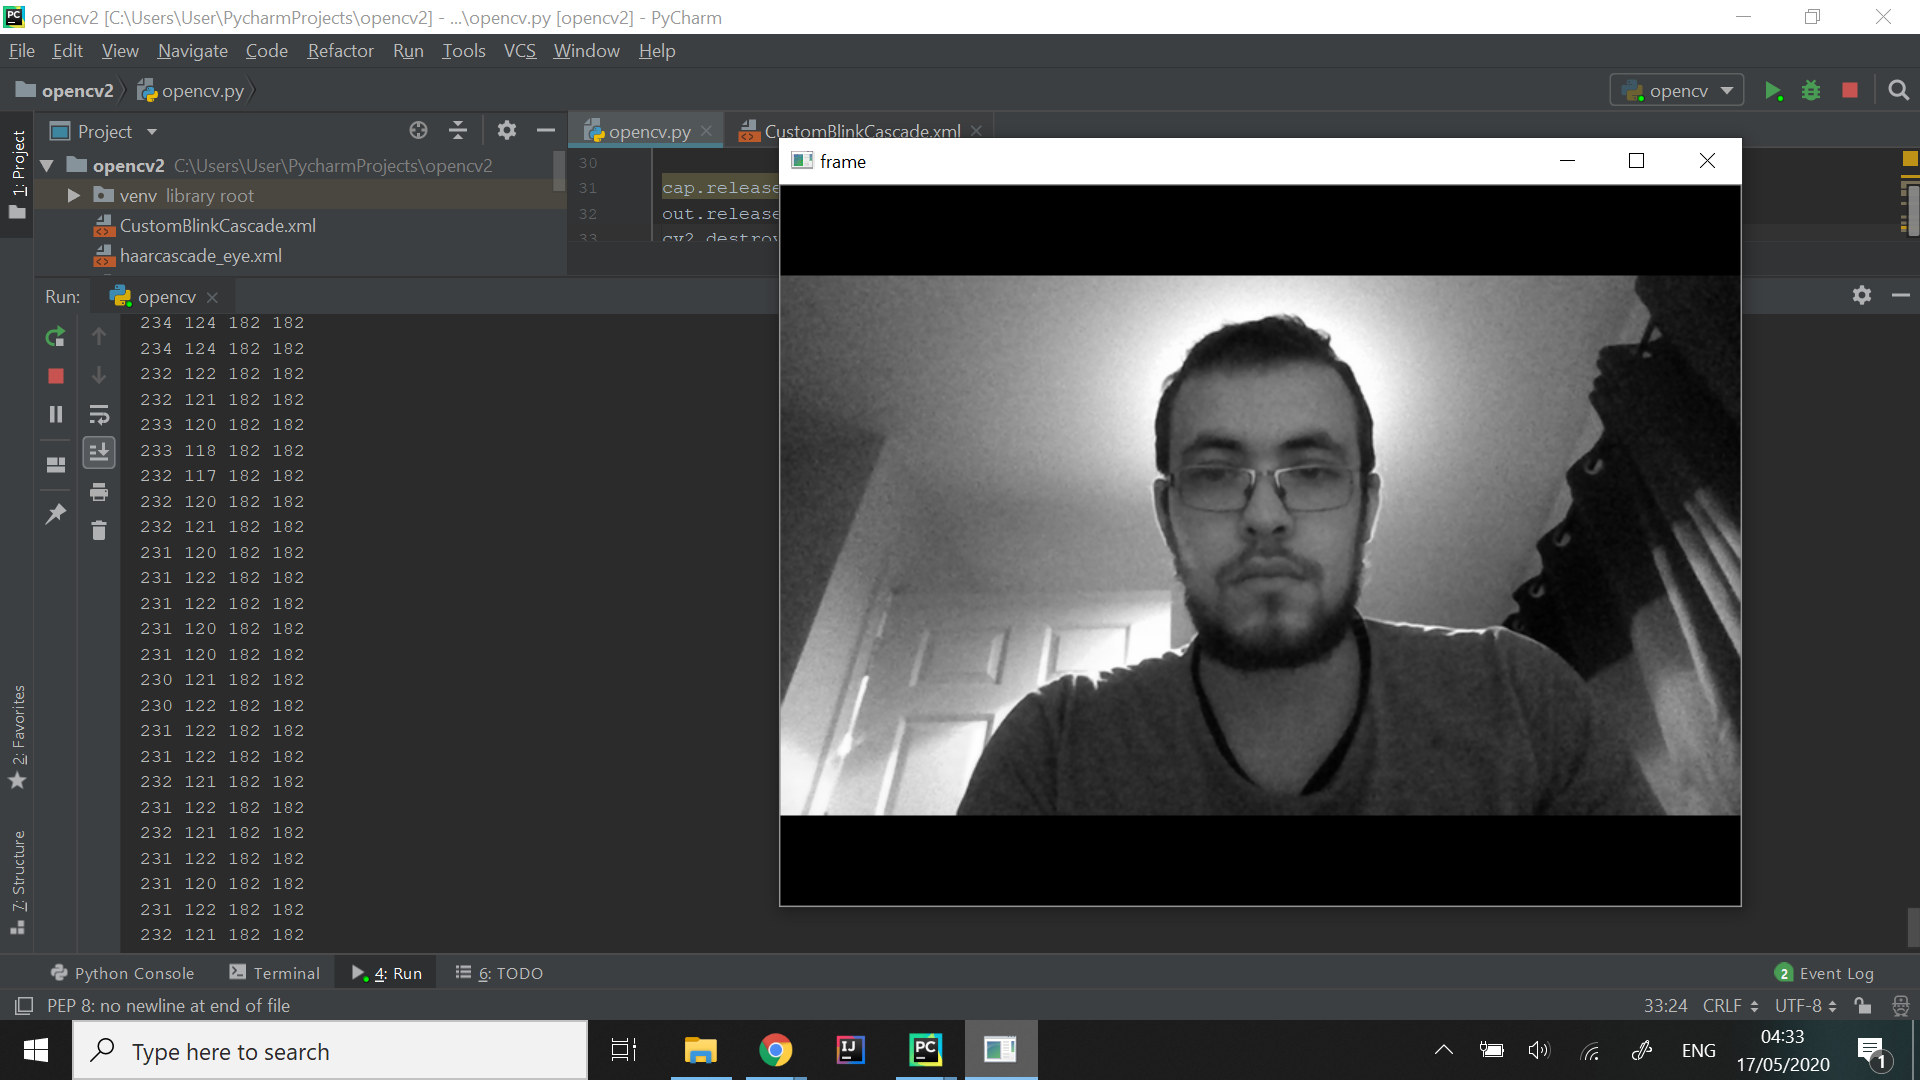 opencv2 [C:\Users\User\PycharmProjects\opencv2] - ...\opencv.py [opencv2] - PyCharm
File Edit View Navigate Code Refactor Run Tools VCS Window Help
opencv2 opencv.py opencv
1: Project
Project opencv.py CustomBlinkCascade.xml
opencv2 C:\Users\User\PycharmProjects\opencv2
venv library root
CustomBlinkCascade.xml
haarcascade_eye.xml
30
31 cap.release
32 out.release
33 cv2 destroy
frame
Run: opencv
234 124 182 182
234 124 182 182
232 122 182 182
232 121 182 182
233 120 182 182
233 118 182 182
232 117 182 182
232 120 182 182
232 121 182 182
231 120 182 182
231 122 182 182
231 122 182 182
231 120 182 182
231 120 182 182
230 121 182 182
230 122 182 182
231 122 182 182
231 122 182 182
232 121 182 182
231 122 182 182
232 121 182 182
231 122 182 182
231 120 182 182
231 122 182 182
232 121 182 182
2: Favorites
7: Structure
Python Console Terminal 4: Run 6: TODO 2 Event Log
PEP 8: no newline at end of file 33:24 CRLF UTF-8
Type here to search IJ PC ENG 04:33
17/05/2020 1